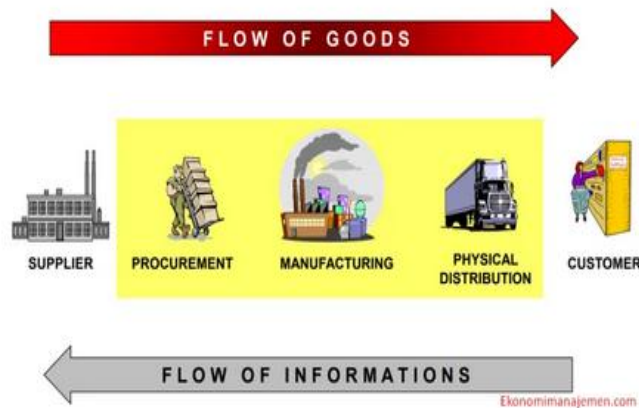 FLOW OF GOODS
SUPPLIER
PROCUREMENT
MANUFACTURING
PHYSICAL
DISTRIBUTION
CUSTOMER
FLOW OF INFORMATIONS
Ekonomimanajemen.com